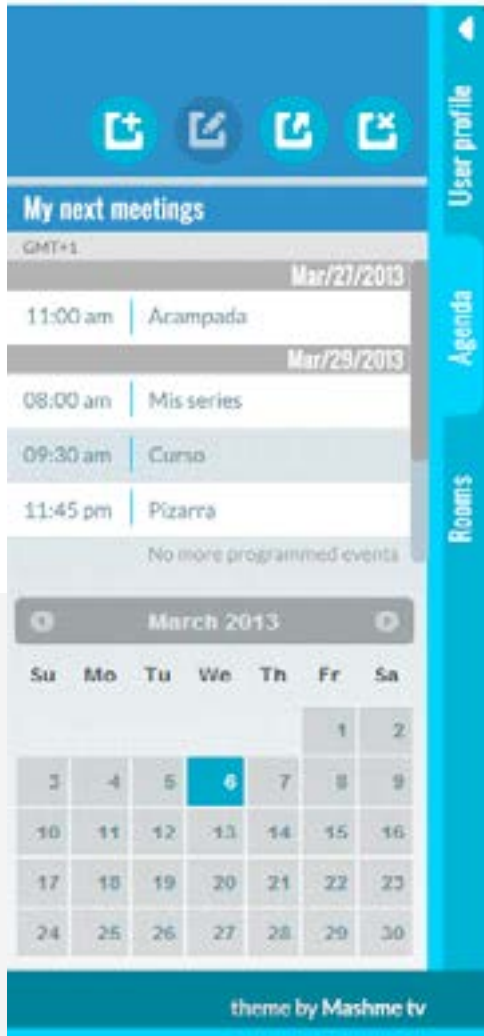 My next meetings
GMT+1
Mar/27/2013
11:00 am Acampada
Mar/29/2013
08:00 am Mis series
09:30 am Curso
11:45 pm Pizarra
No more programmed events
March 2013
Su Mo Tu We Th Fr Sa
1 2
3 4 5 6 7 8 9
10 11 12 13 14 15 16
17 18 19 20 21 22 23
24 25 26 27 28 29 30
theme by Mashme tv
User profile
Agenda
Rooms